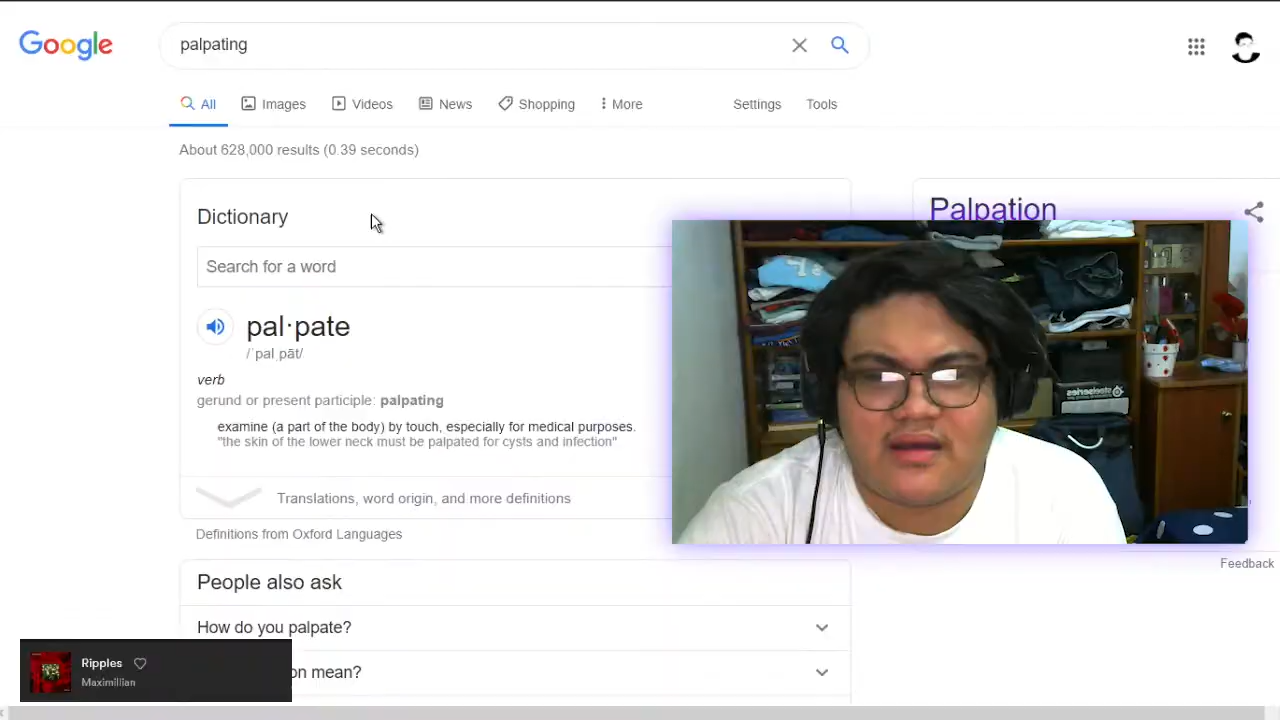 Google
palpating
All
Images
Videos
News
Shopping
More
Settings
Tools
About 628,000 results (0.39 seconds)
Dictionary
Palpation
Search for a word
pal·pate
/ˈpalˌpāt/
verb
gerund or present participle: palpating
examine (a part of the body) by touch, especially for medical purposes.
"the skin of the lower neck must be palpated for cysts and infection"
Translations, word origin, and more definitions
Definitions from Oxford Languages
Feedback
People also ask
How do you palpate?
on mean?
Ripples
Maximillian
steelseries